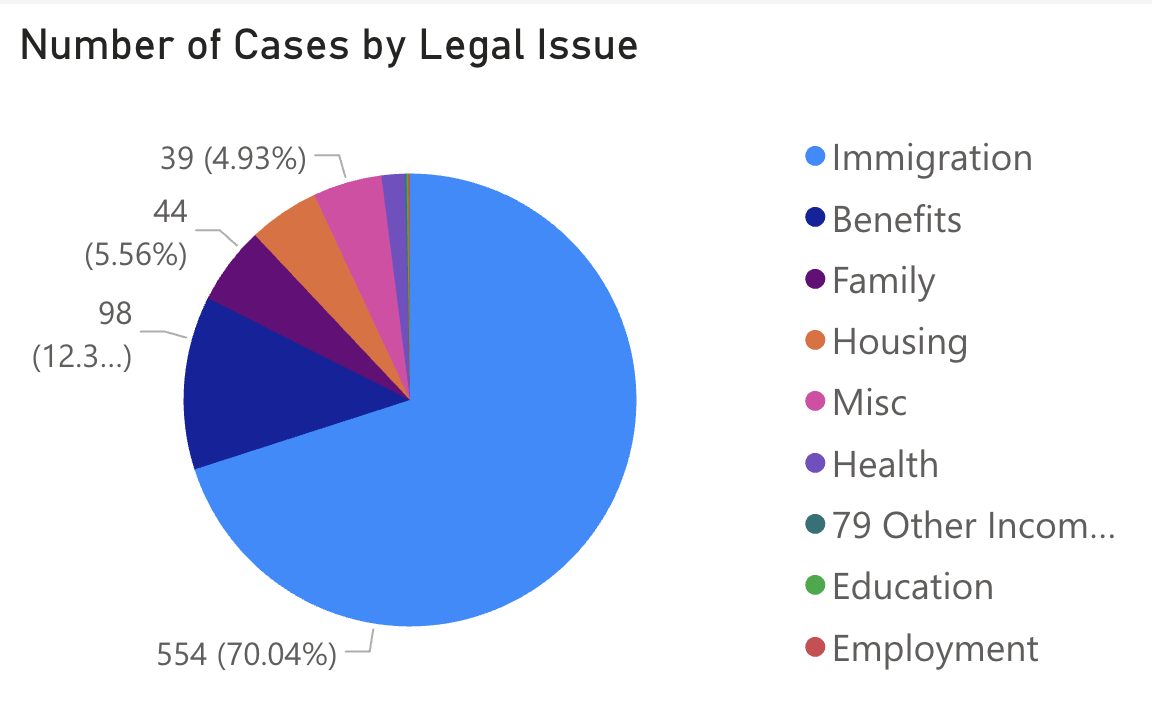 Number of Cases by Legal Issue
39 (4.93%)
44
(5.56%)
98
(12.3...)
554 (70.04%)
Immigration
Benefits
Family
Housing
Misc
Health
79 Other Incom...
Education
Employment